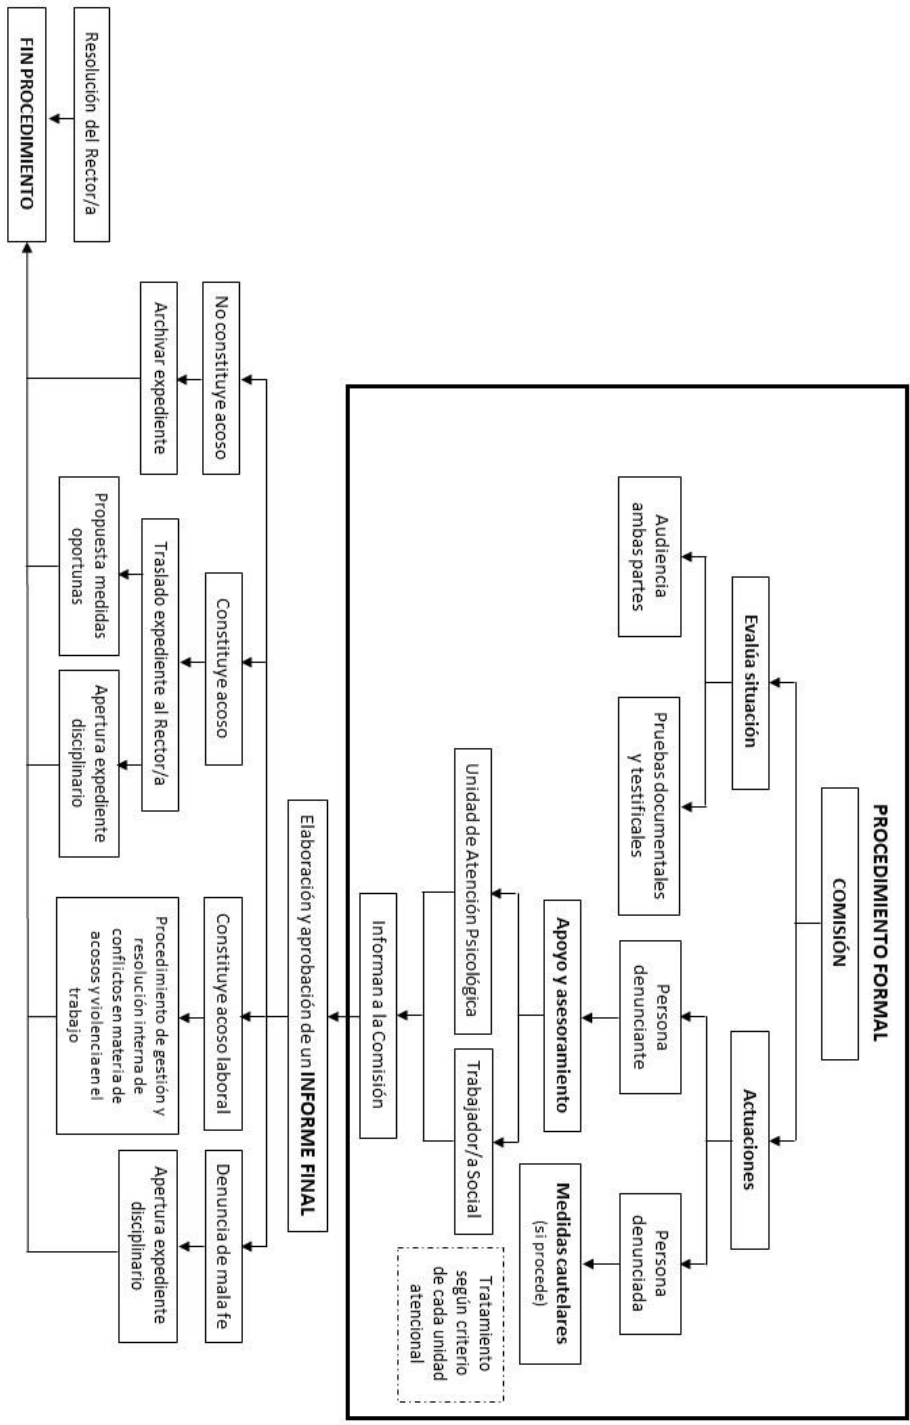 PROCEDIMIENTO FORMAL
COMISIÓN
Evalúa situación
Actuaciones
Audiencia
ambas partes
Pruebas documentales
y testificales
Persona
denunciante
Persona
denunciada
Apoyo y asesoramiento
Medidas cautelares
(si procede)
Unidad de Atención Psicológica
Trabajador/a Social
Tratamiento
según criterio
de cada unidad
atencional
Informan a la Comisión
Elaboración y aprobación de un INFORME FINAL
No constituye acoso
Constituye acoso
Constituye acoso laboral
Denuncia de mala fe
Archivar expediente
Traslado expediente al Rector/a
Procedimiento de gestión y
resolución interna de
conflictos en materia de
acosos y violencia en el
trabajo
Apertura expediente
disciplinario
Propuesta medidas
oportunas
Apertura expediente
disciplinario
Resolución del Rector/a
FIN PROCEDIMIENTO